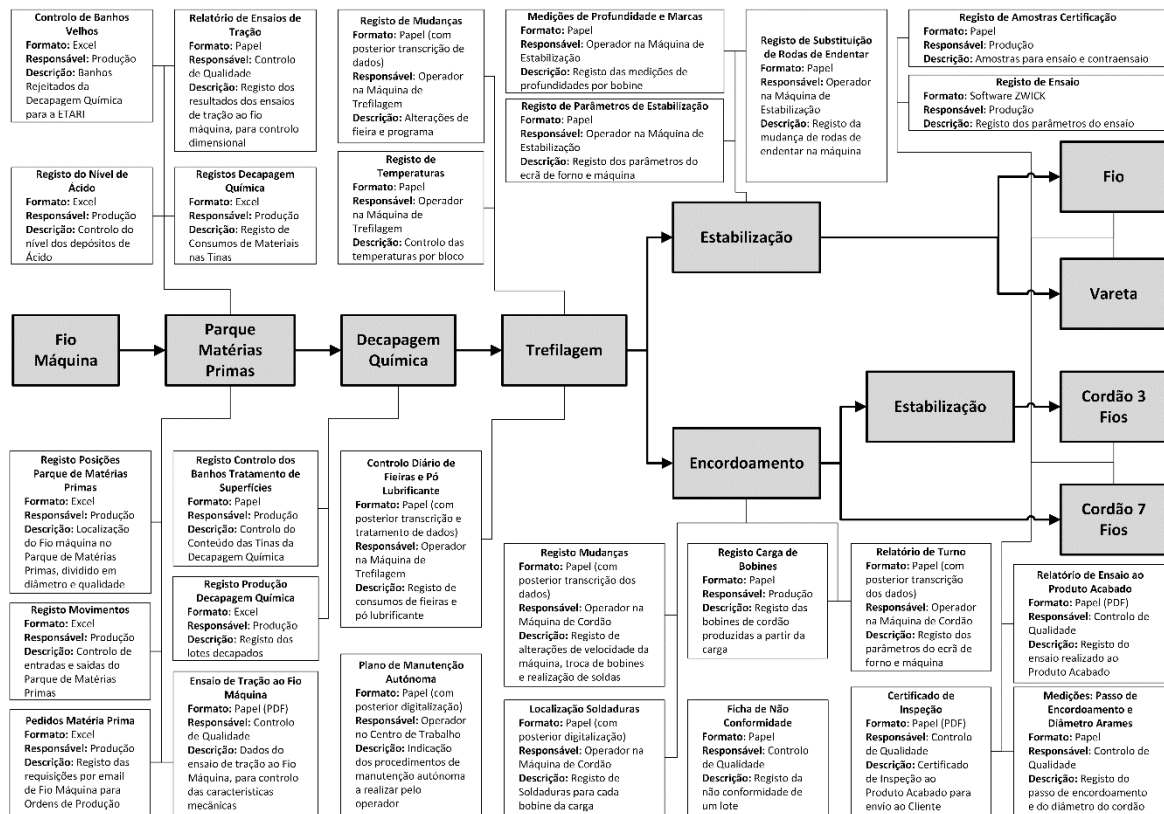 Controlo de Banhos
Velhos
Formato: Excel
Responsável: Produção
Descrição: Banhos
Rejeitados da
Decapagem Química
para a ETARI
Relatório de Ensaios de
Tração
Formato: Papel
Responsável: Controlo
de Qualidade
Descrição: Registo dos
resultados dos ensaios
de tração ao fio
máquina, para controlo
dimensional
Registo de Mudanças
Formato: Papel (com
posterior transcrição de
dados)
Responsável: Operador
na Máquina de
Trefilagem
Descrição: Alterações de
fieira e programa
Medições de Profundidade e Marcas
Formato: Papel
Responsável: Operador na Máquina de
Estabilização
Descrição: Registo das medições de
profundidades por bobine
Registo de Substituição
de Rodas de Endentar
Formato: Papel
Responsável: Operador
na Máquina de
Estabilização
Descrição: Registo da
mudança de rodas de
endentar na máquina
Registo de Amostras Certificação
Formato: Papel
Responsável: Produção
Descrição: Amostras para ensaio e contraensaio
Registo de Ensaio
Formato: Software ZWICK
Responsável: Produção
Descrição: Registo dos parâmetros do ensaio
Registo de Parâmetros de Estabilização
Formato: Papel
Responsável: Operador na Máquina de
Estabilização
Descrição: Registo dos parâmetros do
ecrã de forno e máquina
Registo do Nível de
Ácido
Formato: Excel
Responsável: Produção
Descrição: Controlo do
nível dos depósitos de
Ácido
Registos Decapagem
Química
Formato: Excel
Responsável: Produção
Descrição: Registo de
Consumos de Materiais
nas Tinas
Registo de
Temperaturas
Formato: Papel
Responsável: Operador
na Máquina de
Trefilagem
Descrição: Controlo das
temperaturas por bloco
Fio
Estabilização
Vareta
Fio
Máquina
Parque
Matérias
Primas
Decapagem
Química
Trefilagem
Estabilização
Cordão 3
Fios
Encordoamento
Cordão 7
Fios
Registo Posições
Parque de Matérias
Primas
Formato: Excel
Responsável: Produção
Descrição: Localização
do Fio máquina no
Parque de Matérias
Primas, dividido em
diâmetro e qualidade
Registo Controlo dos
Banhos Tratamento de
Superfícies
Formato: Papel
Responsável: Produção
Descrição: Controlo do
Conteúdo das Tinas da
Decapagem Química
Controlo Diário de
Fieiras e Pó
Lubrificante
Formato: Papel (com
posterior transcrição e
tratamento de dados)
Responsável: Operador
na Máquina de
Trefilagem
Descrição: Registo de
consumos de fieiras e
pó lubrificante
Registo Mudanças
Formato: Papel (com
posterior transcrição dos
dados)
Responsável: Operador na
Máquina de Cordão
Descrição: Registo de
alterações de velocidade da
máquina, troca de bobines
e realização de soldas
Registo Carga de
Bobines
Formato: Papel
Responsável: Produção
Descrição: Registo das
bobines de cordão
produzidas a partir da
carga
Relatório de Turno
Formato: Papel (com
posterior transcrição dos
dados)
Responsável: Operador
na Máquina de Cordão
Descrição: Registo dos
parâmetros do ecrã de
forno e máquina
Relatório de Ensaio ao
Produto Acabado
Formato: Papel (PDF)
Responsável: Controlo
de Qualidade
Descrição: Registo do
ensaio realizado ao
Produto Acabado
Registo Movimentos
Formato: Excel
Responsável: Produção
Descrição: Controlo de
entradas e saídas do
Parque de Matérias
Primas
Registo Produção
Decapagem Química
Formato: Excel
Responsável: Produção
Descrição: Registo dos
lotes decapados
Plano de Manutenção
Autónoma
Formato: Papel (com
posterior digitalização)
Responsável: Operador
no Centro de Trabalho
Descrição: Indicação
dos procedimentos de
manutenção autónoma
a realizar pelo
operador
Pedidos Matéria Prima
Formato: Excel
Responsável: Produção
Descrição: Registo das
requisições por email
de Fio Máquina para
Ordens de Produção
Ensaio de Tração ao Fio
Máquina
Formato: Papel (PDF)
Responsável: Controlo
de Qualidade
Descrição: Dados do
ensaio de tração ao Fio
Máquina, para controlo
das características
mecânicas
Localização Soldaduras
Formato: Papel (com
posterior digitalização)
Responsável: Operador na
Máquina de Cordão
Descrição: Registo de
Soldaduras para cada
bobine da carga
Ficha de Não
Conformidade
Formato: Papel
Responsável: Controlo
de Qualidade
Descrição: Registo da
não conformidade de
um lote
Certificado de
Inspeção
Formato: Papel (PDF)
Responsável: Controlo
de Qualidade
Descrição: Certificado
de Inspeção ao
Produto Acabado para
envio ao Cliente
Medições: Passo de
Encordoamento e
Diâmetro Arames
Formato: Papel
Responsável: Controlo de
Qualidade
Descrição: Registo do
passo de encordoamento
e do diâmetro do cordão